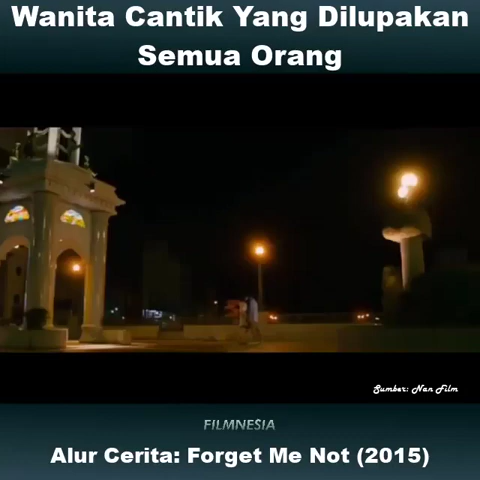 Wanita Cantik Yang Dilupakan
Semua Orang
Sumber: Nan Film
FILMNESIA
Alur Cerita: Forget Me Not (2015)